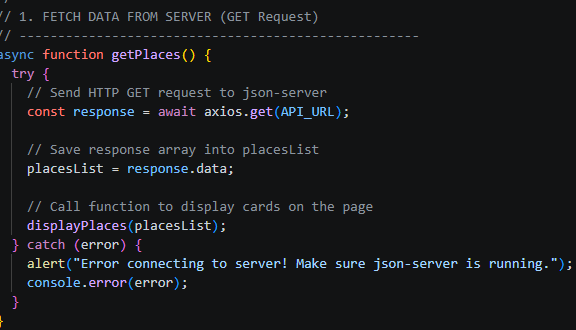 // 1. FETCH DATA FROM SERVER (GET Request)
// --------------------------------------------------
async function getPlaces() {
try {
// Send HTTP GET request to json-server
const response = await axios.get(API_URL);
// Save response array into placesList
placesList = response.data;
// Call function to display cards on the page
displayPlaces(placesList);
} catch (error) {
alert("Error connecting to server! Make sure json-server is running.");
console.error(error);
}
}